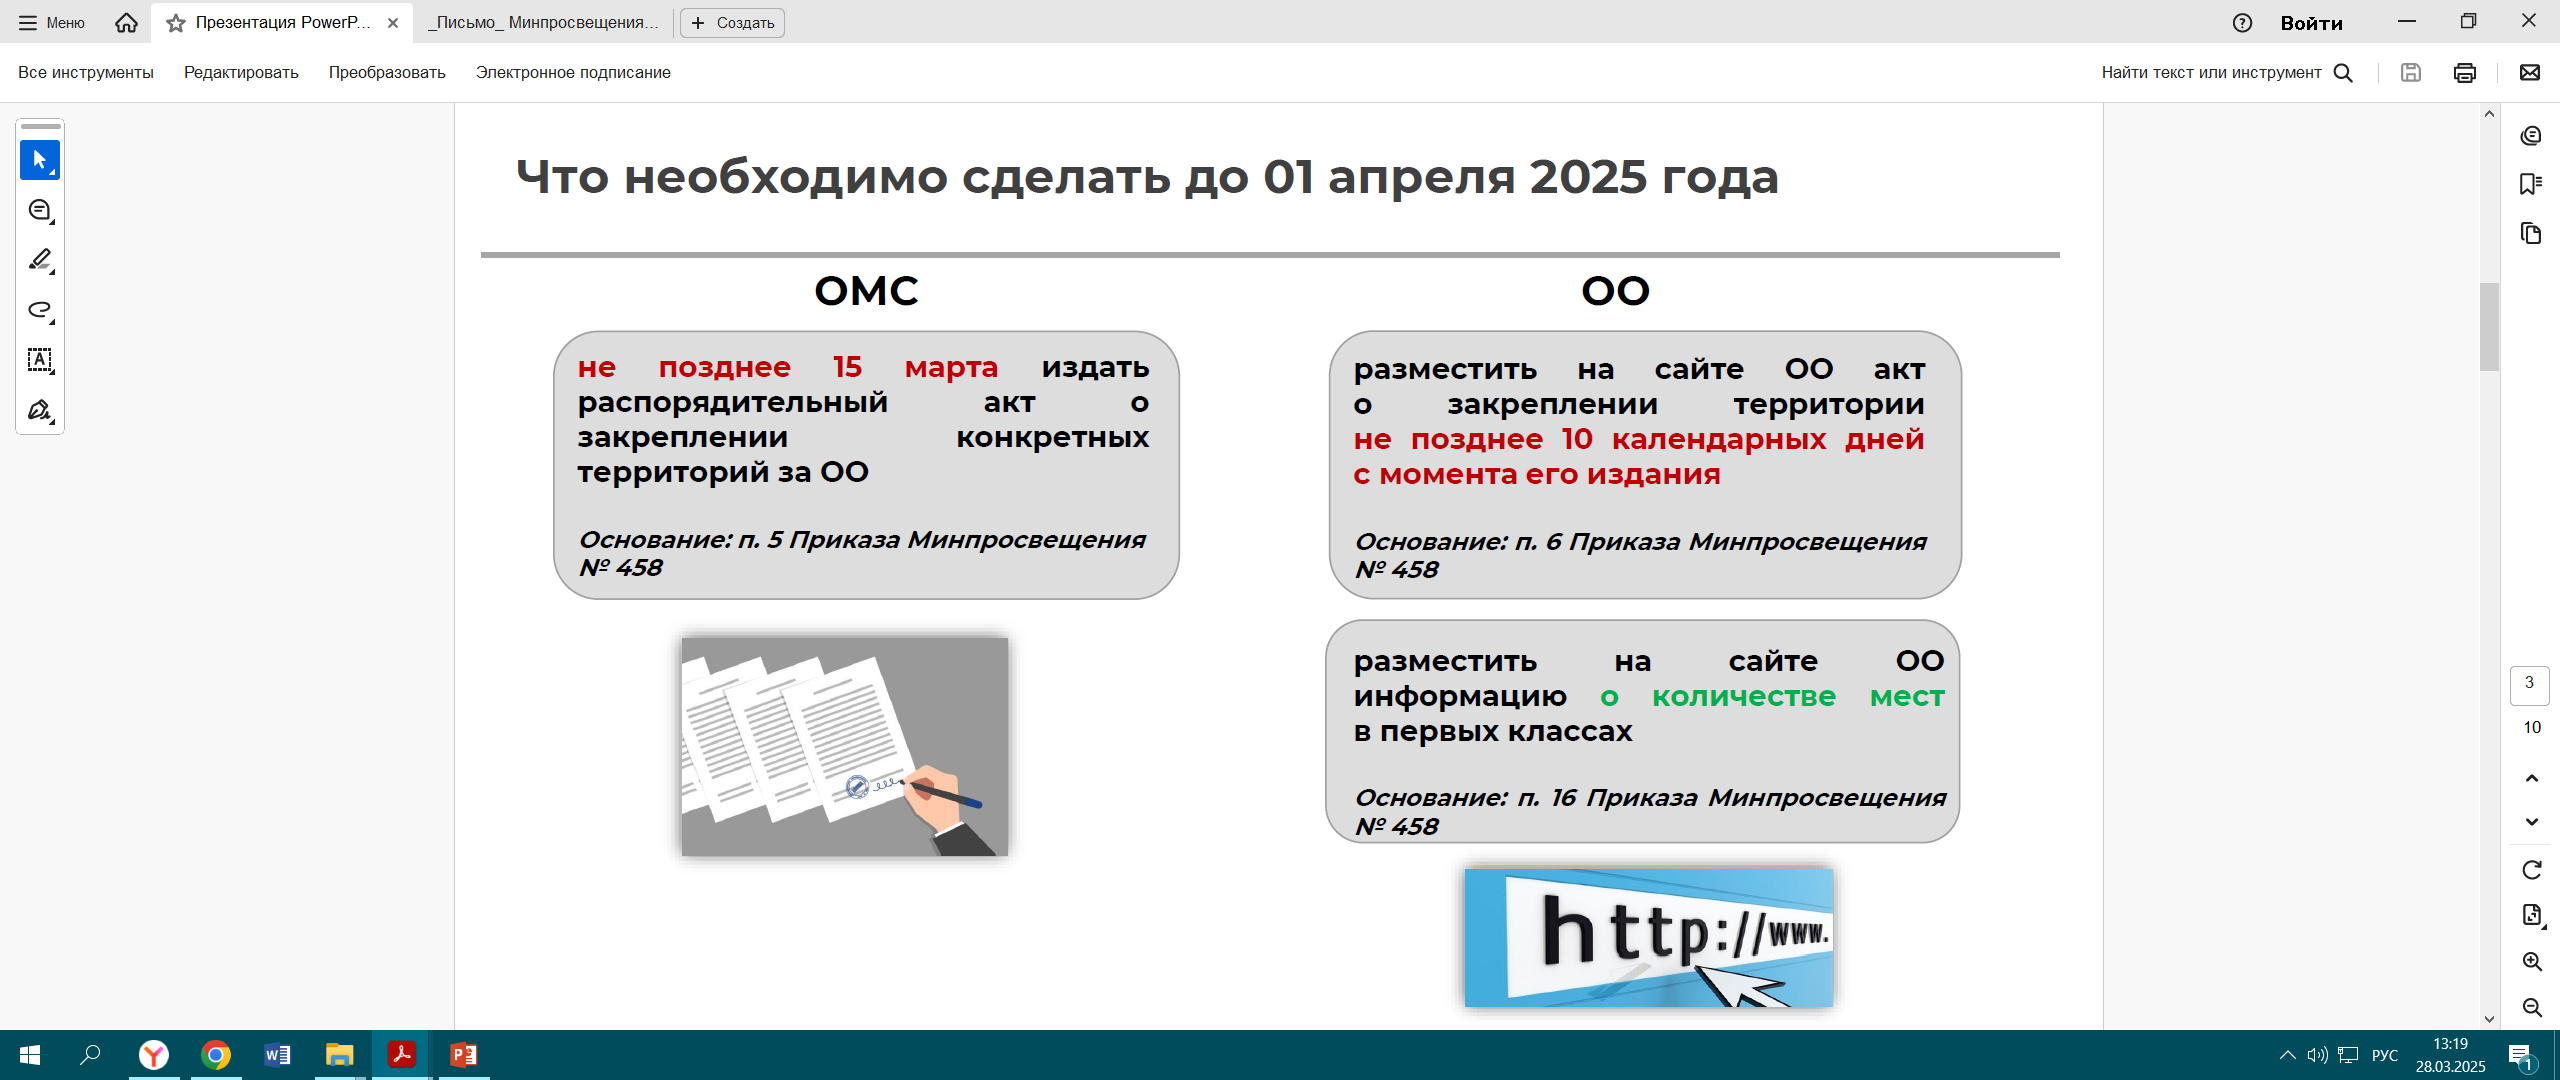 Меню
Презентация PowerP...
_Письмо_ Минпросвещения...
Создать
Войти
Все инструменты
Редактировать
Преобразовать
Электронное подписание
Найти текст или инструмент
Что необходимо сделать до 01 апреля 2025 года
ОМС
не позднее 15 марта издать
распорядительный акт о
закреплении конкретных
территорий за ОО
Основание: п. 5 Приказа Минпросвещения
№ 458
ОО
разместить на сайте ОО акт
о закреплении территории
не позднее 10 календарных дней
с момента его издания
Основание: п. 6 Приказа Минпросвещения
№ 458
разместить на сайте ОО
информацию о количестве мест
в первых классах
Основание: п. 16 Приказа Минпросвещения
№ 458
http://www.
3
10
РУС
13:19
28.03.2025
1